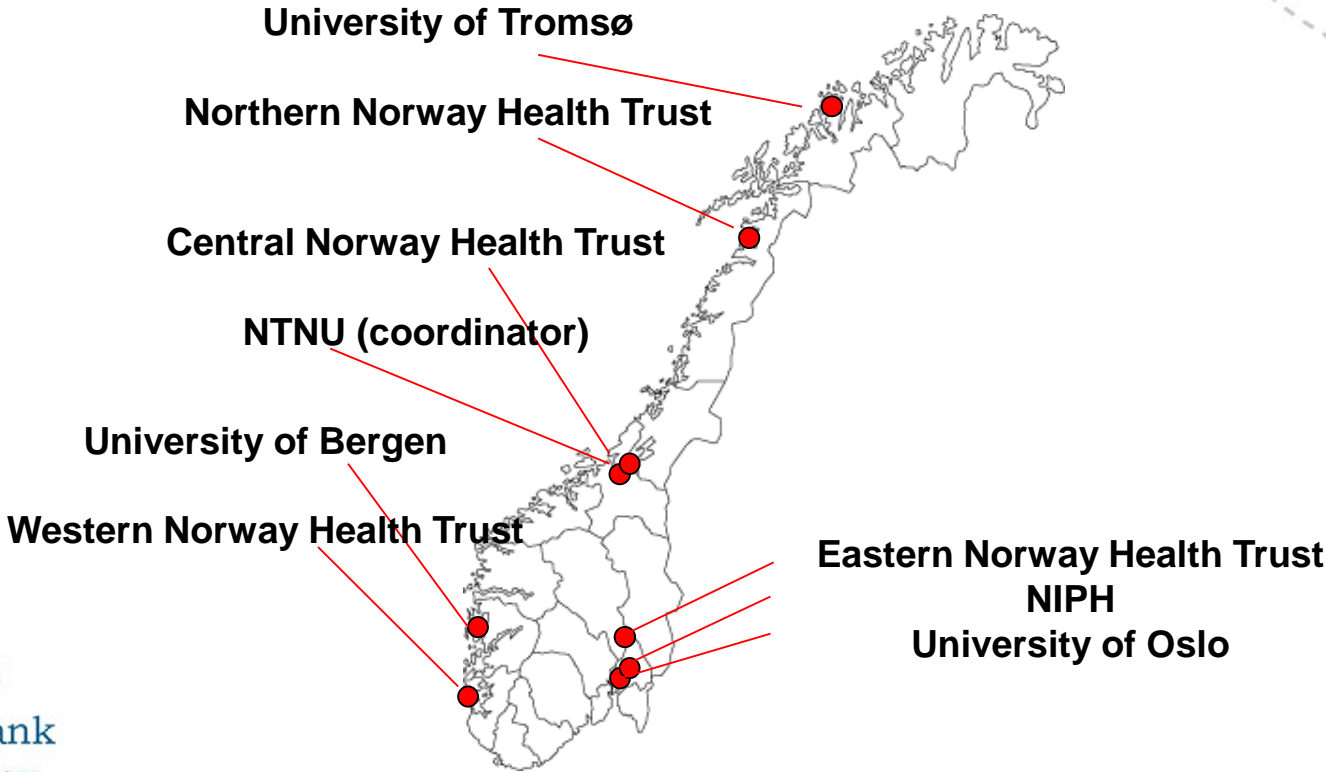 University of Tromsø
Northern Norway Health Trust
Central Norway Health Trust
NTNU (coordinator)
University of Bergen
Western Norway Health Trust
Eastern Norway Health Trust
NIPH
University of Oslo
ank